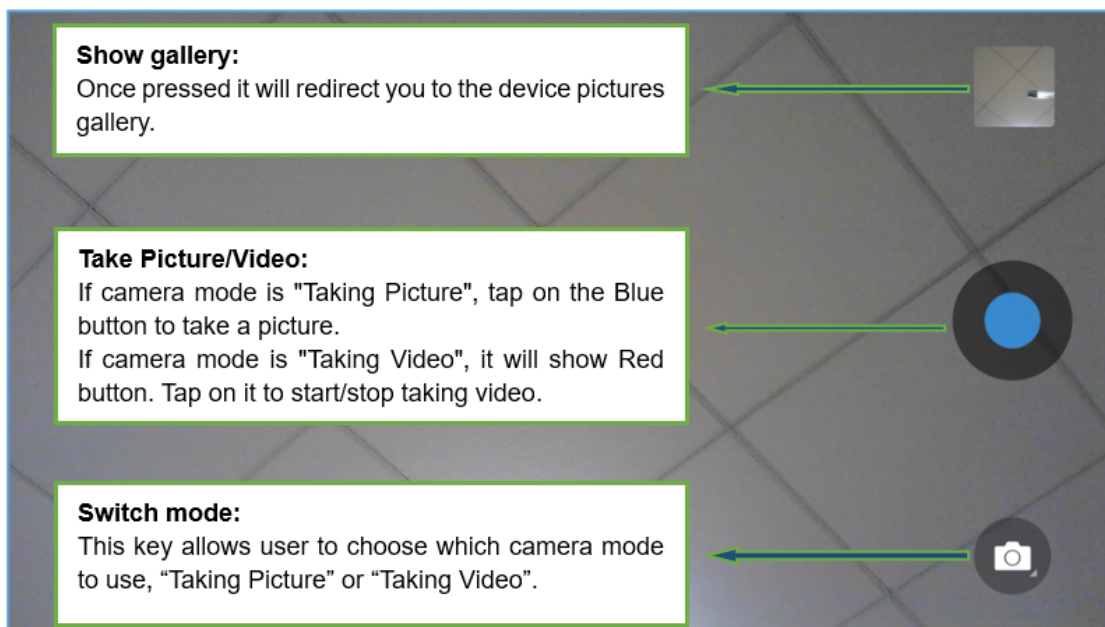 Show gallery:
Once pressed it will redirect you to the device pictures
gallery.
Take Picture/Video:
If camera mode is "Taking Picture", tap on the Blue
button to take a picture.
If camera mode is "Taking Video", it will show Red
button. Tap on it to start/stop taking video.
Switch mode:
This key allows user to choose which camera mode
to use, “Taking Picture” or “Taking Video”.